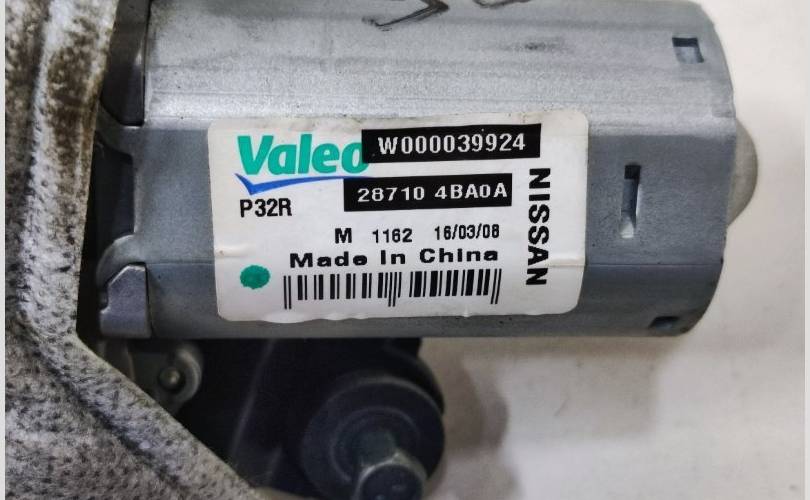 Valeo W000039924
28710 4BA0A
P32R
M 1162 16/03/08
Made In China
NISSAN